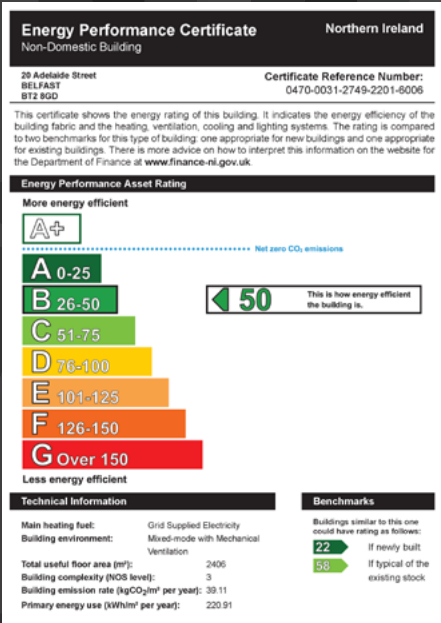 Energy Performance Certificate
Northern Ireland
Non-Domestic Building
20 Adelaide Street
BELFAST
BT2 8GD
Certificate Reference Number:
0470-0031-2749-2201-6006
This certificate shows the energy rating of this building. It indicates the energy efficiency of the
building fabric and the heating, ventilation, cooling and lighting systems. The rating is compared
to two benchmarks for this type of building: one appropriate for new buildings and one appropriate
for existing buildings. There is more advice on how to interpret this information on the website for
the Department of Finance at www.finance-ni.gov.uk
Energy Performance Asset Rating
More energy efficient
A+
Net zero CO₂ emissions
A 0-25
B 26-50
50
This is how energy efficient
the building is.
C 51-75
D 76-100
E 101-125
F 126-150
G Over 150
Less energy efficient
Technical Information
Main heating fuel: Grid Supplied Electricity
Building environment: Mixed-mode with Mechanical
Ventilation
Total useful floor area (m²): 2406
Building complexity (NOS level): 3
Building emission rate (kgCO₂/m² per year): 39.11
Primary energy use (kWh/m² per year): 220.91
Benchmarks
Buildings similar to this one
could have rating as follows:
22 If newly built
58 If typical of the
existing stock